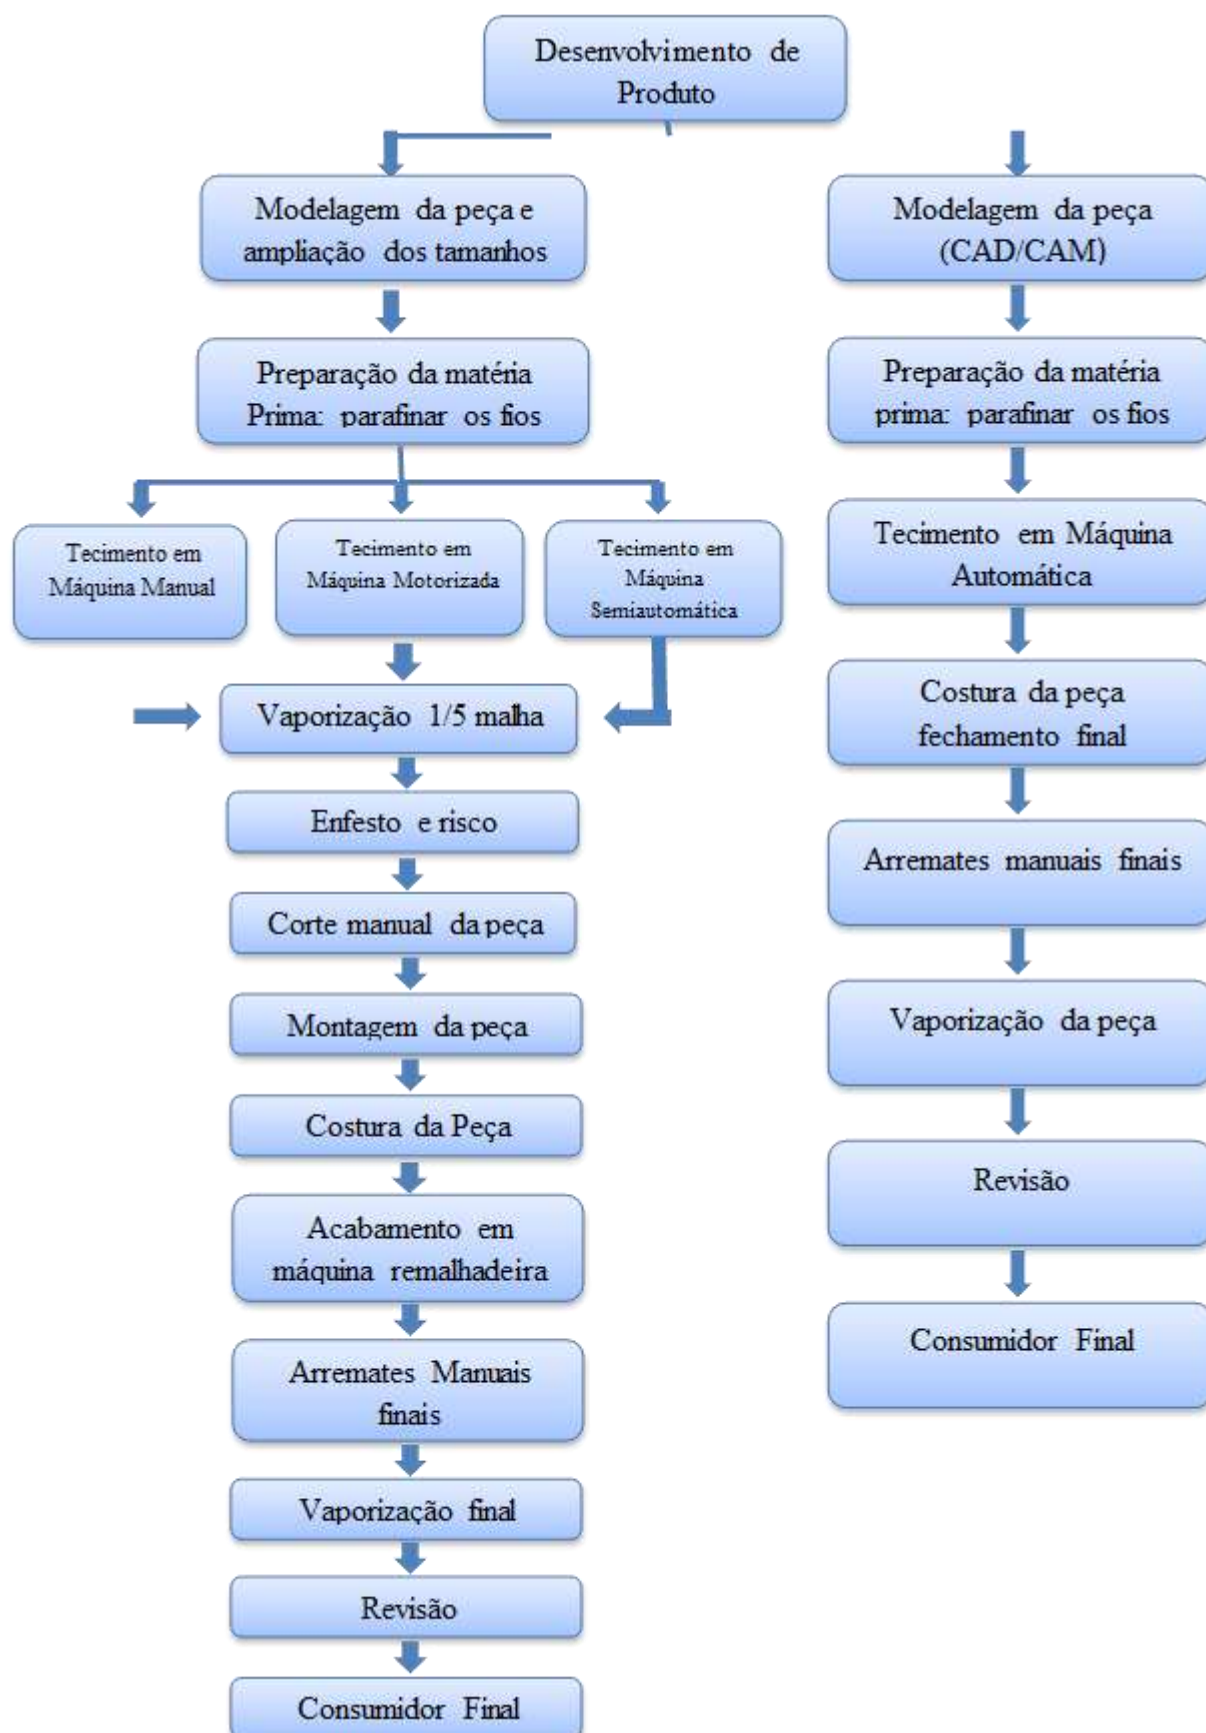 Desenvolvimento de
Produto
Modelagem da peça e
ampliação dos tamanhos
Preparação da matéria
Prima: parafinar os fios
Tecimento em
Máquina Manual
Tecimento em
Máquina Motorizada
Tecimento em
Máquina
Semiautomática
Vaporização 1/5 malha
Enfesto e risco
Corte manual da peça
Montagem da peça
Costura da Peça
Acabamento em
máquina remalhadeira
Arremates Manuais
finais
Vaporização final
Revisão
Consumidor Final
Modelagem da peça
(CAD/CAM)
Preparação da matéria
prima: parafinar os fios
Tecimento em Máquina
Automática
Costura da peça
fechamento final
Arremates manuais finais
Vaporização da peça
Revisão
Consumidor Final